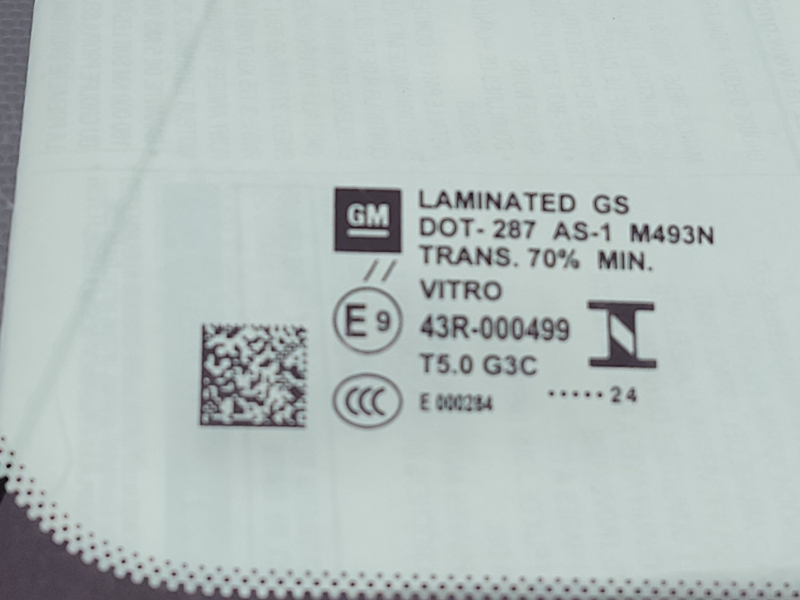 GM
LAMINATED GS
DOT- 287 AS-1 M493N
TRANS. 70% MIN.
//
VITRO
E 9
43R-000499
N
T5.0 G3C
CCC
E 000284
····· 24